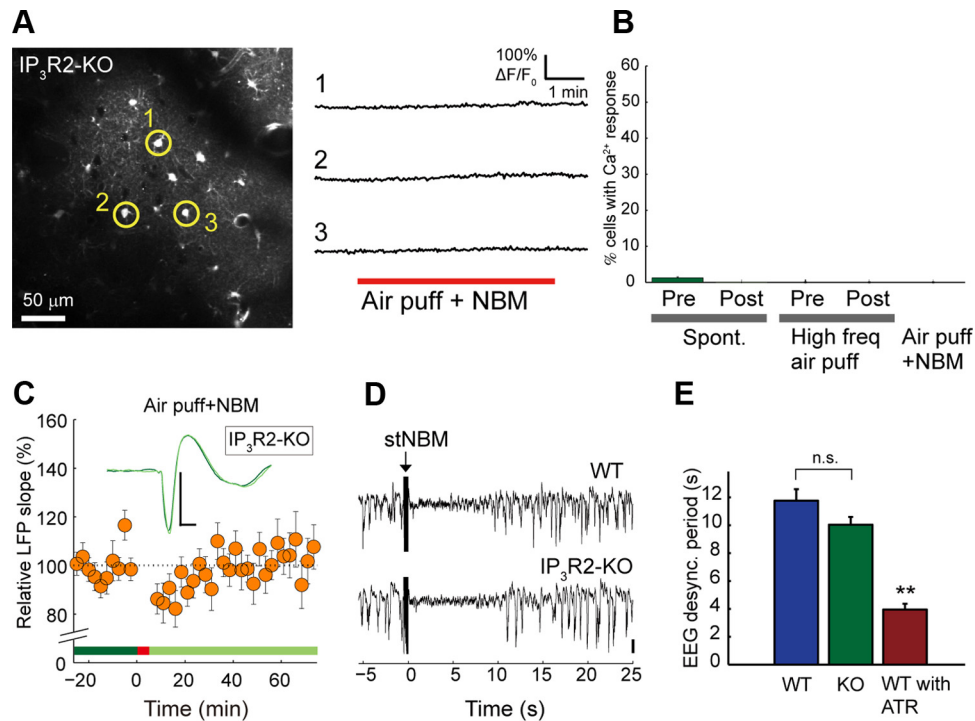 A
IP3R2-KO
1
2
3
50 μm
100%
ΔF/F0
1 min
1
2
3
Air puff + NBM
B
% cells with Ca2+ response
60
50
40
30
20
10
0
Pre Post Pre Post
Spont. High freq air puff Air puff +NBM
C
Air puff+NBM
IP3R2-KO
Relative LFP slope (%)
160
140
120
100
80
0
−20 0 20 40 60
Time (min)
D
stNBM
WT
IP3R2-KO
−5 0 5 10 15 20 25
Time (s)
E
n.s.
**
EEG desync. period (s)
12
10
8
6
4
2
0
WT KO WT with
ATR